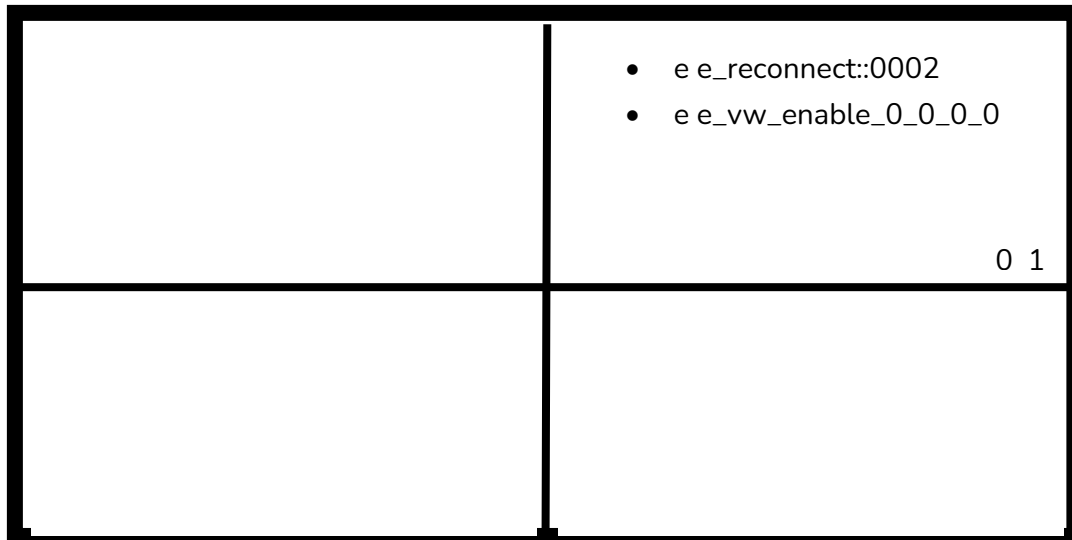 • e e_reconnect::0002
• e e_vw_enable_0_0_0_0
0 1